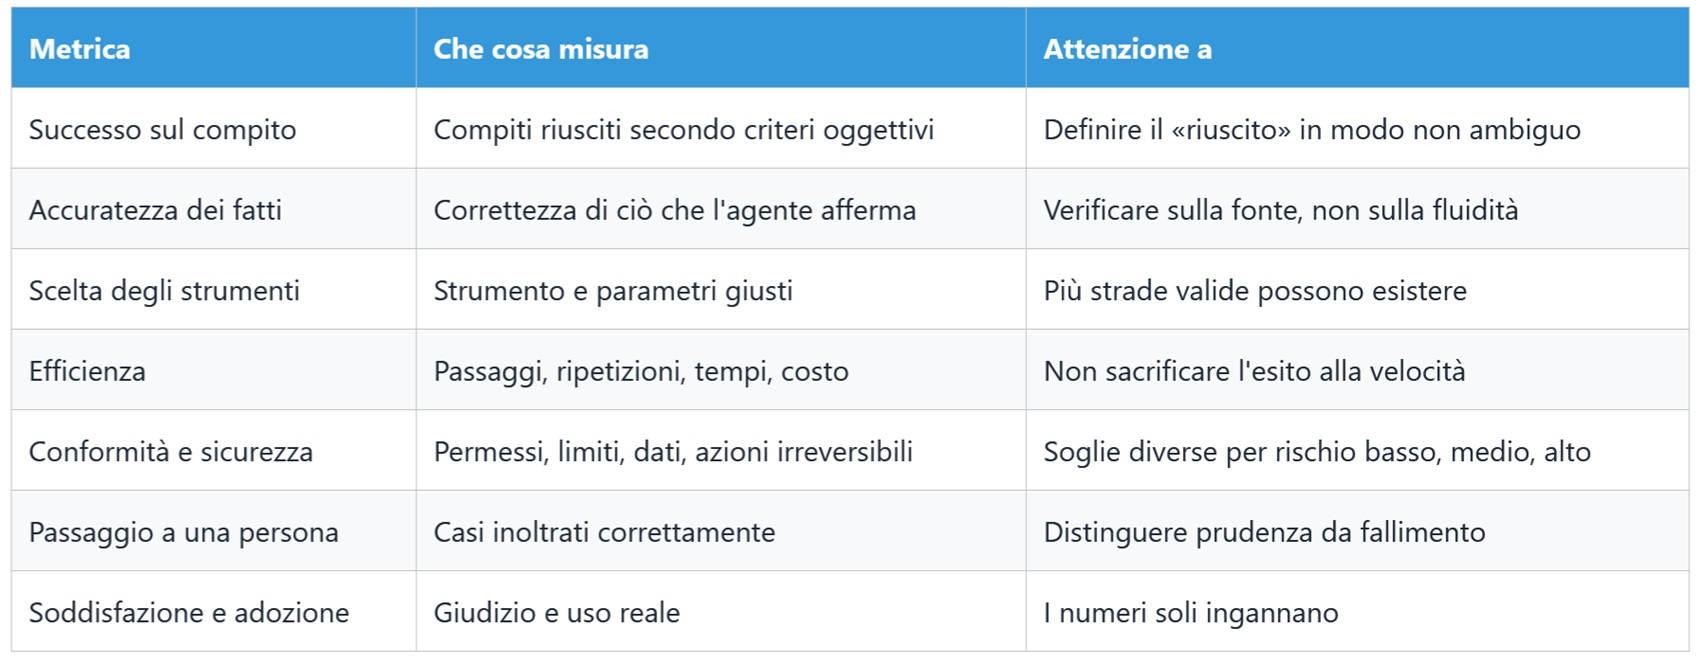 Metrica Che cosa misura Attenzione a
Successo sul compito Compiti riusciti secondo criteri oggettivi Definire il «riuscito» in modo non ambiguo
Accuratezza dei fatti Correttezza di ciò che l'agente afferma Verificare sulla fonte, non sulla fluidità
Scelta degli strumenti Strumento e parametri giusti Più strade valide possono esistere
Efficienza Passaggi, ripetizioni, tempi, costo Non sacrificare l'esito alla velocità
Conformità e sicurezza Permessi, limiti, dati, azioni irreversibili Soglie diverse per rischio basso, medio, alto
Passaggio a una persona Casi inoltrati correttamente Distinguere prudenza da fallimento
Soddisfazione e adozione Giudizio e uso reale I numeri soli ingannano